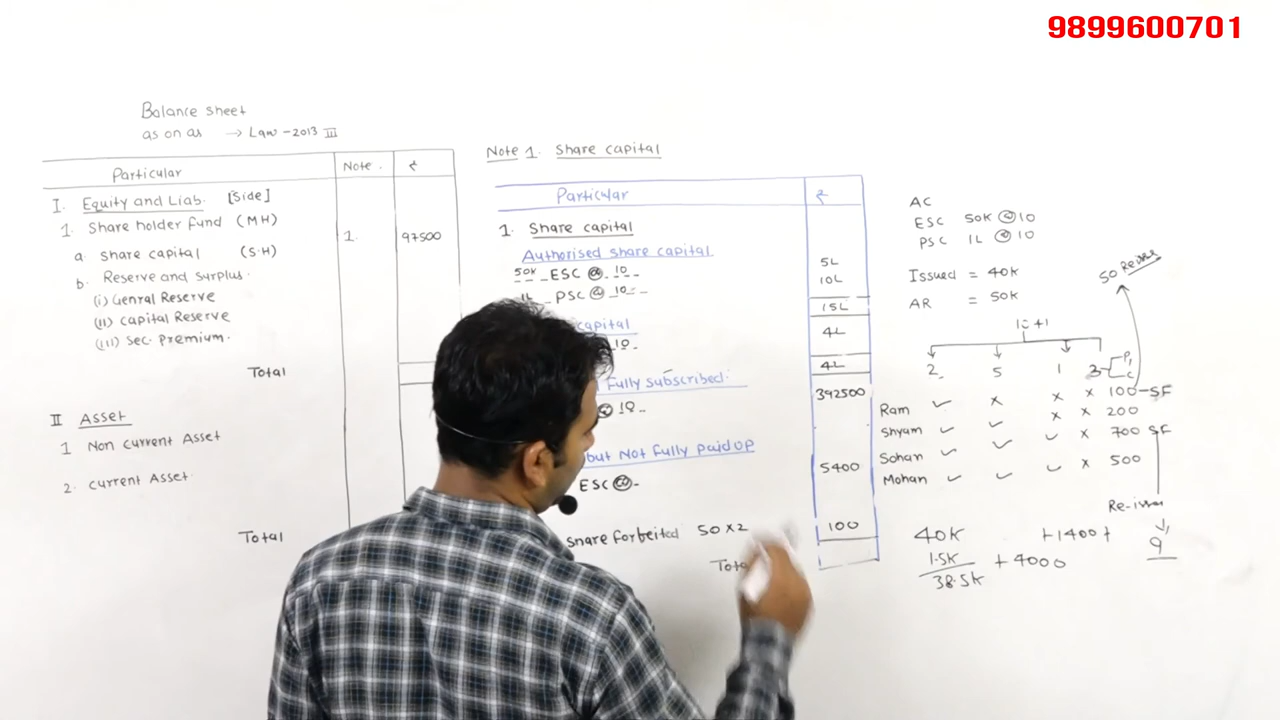 9899600701
Balance sheet
as on as → Law - 2013 III
Particular Note. ₹
I. Equity and Liab. [Side]
1. Share holder fund (MH)
a. share capital (S.H) 1. 97500
b. Reserve and surplus.
(i) Genral Reserve
(ii) capital Reserve
(iii) Sec. Premium.
Total
II Asset
1 Non current Asset
2. current Asset
Total
Note 1. Share capital
Particular ₹
1. Share capital
Authorised share capital
50K ESC @ 10 5L
1L PSC @ 10 10L
15L
capital 4L
10
4L
Fully subscribed: 392500
@ 10
but Not Fully paid up 5400
ESC @
share forbeited 50 x 2 100
Tota
AC
ESC 50K @ 10
PSC 1L @ 10
Issued = 40K
AR = 50K
50 Reissue
10+1
2 5 1 3 P, C
Ram ✓ × × × 100 - SF
Shyam ✓ ✓ × × 200
Sohan ✓ ✓ ✓ × 700 SF
Mohan ✓ ✓ ✓ × 500
Re-issue
40K + 1400 + 9
1.5K
38.5K + 4000